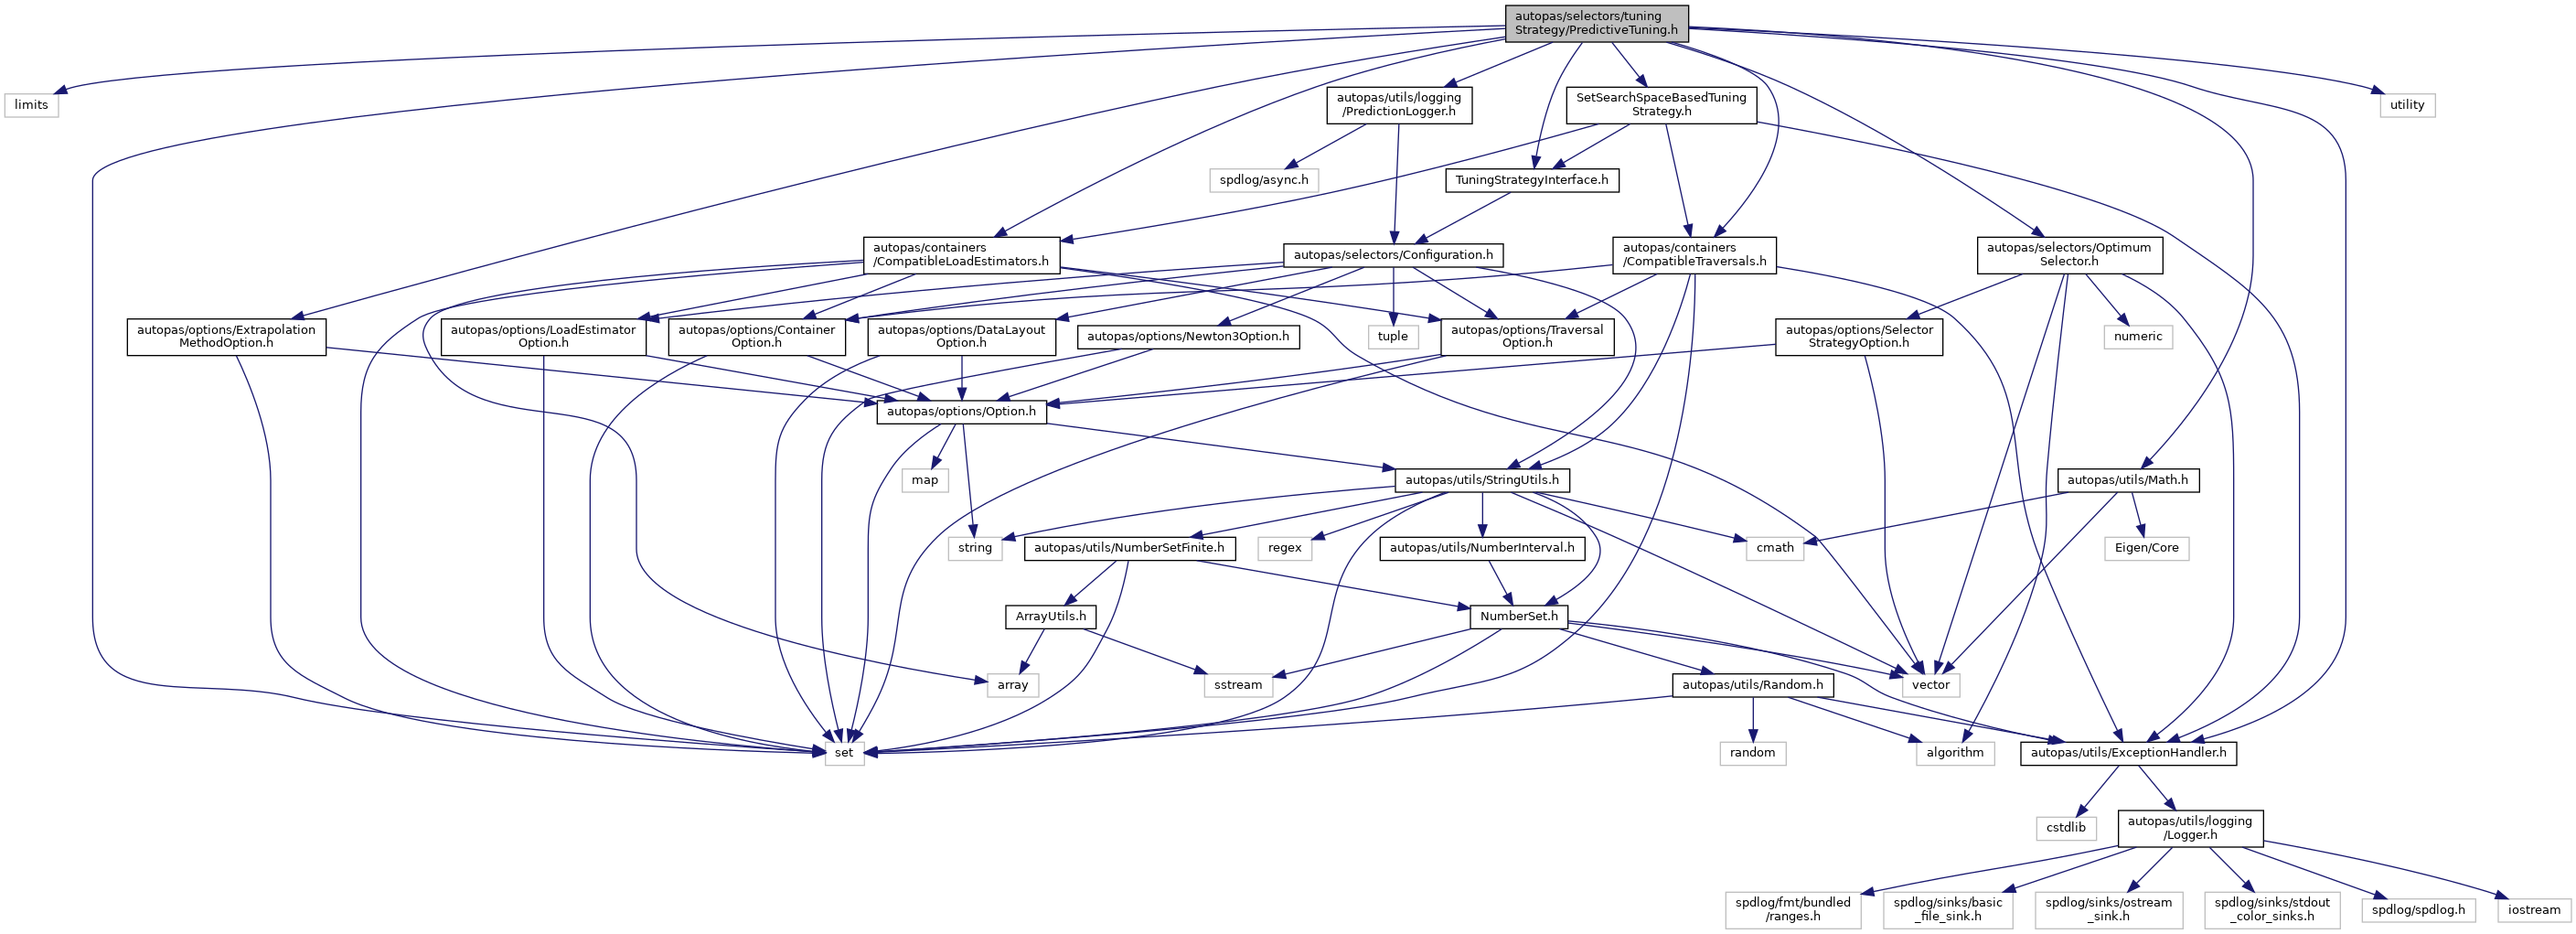 autopas/selectors/tuning
Strategy/PredictiveTuning.h
limits
autopas/utils/logging
/PredictionLogger.h
SetSearchSpaceBasedTuning
Strategy.h
utility
spdlog/async.h
TuningStrategyInterface.h
autopas/containers
/CompatibleLoadEstimators.h
autopas/selectors/Configuration.h
autopas/containers
/CompatibleTraversals.h
autopas/selectors/Optimum
Selector.h
autopas/options/Extrapolation
MethodOption.h
autopas/options/LoadEstimator
Option.h
autopas/options/Container
Option.h
autopas/options/DataLayout
Option.h
autopas/options/Newton3Option.h
tuple
autopas/options/Traversal
Option.h
autopas/options/Selector
StrategyOption.h
numeric
autopas/options/Option.h
map
autopas/utils/StringUtils.h
autopas/utils/Math.h
string
autopas/utils/NumberSetFinite.h
regex
autopas/utils/NumberInterval.h
cmath
Eigen/Core
ArrayUtils.h
NumberSet.h
array
sstream
autopas/utils/Random.h
vector
set
random
algorithm
autopas/utils/ExceptionHandler.h
cstdlib
autopas/utils/logging
/Logger.h
spdlog/fmt/bundled
/ranges.h
spdlog/sinks/basic
_file_sink.h
spdlog/sinks/ostream
_sink.h
spdlog/sinks/stdout
_color_sinks.h
spdlog/spdlog.h
iostream